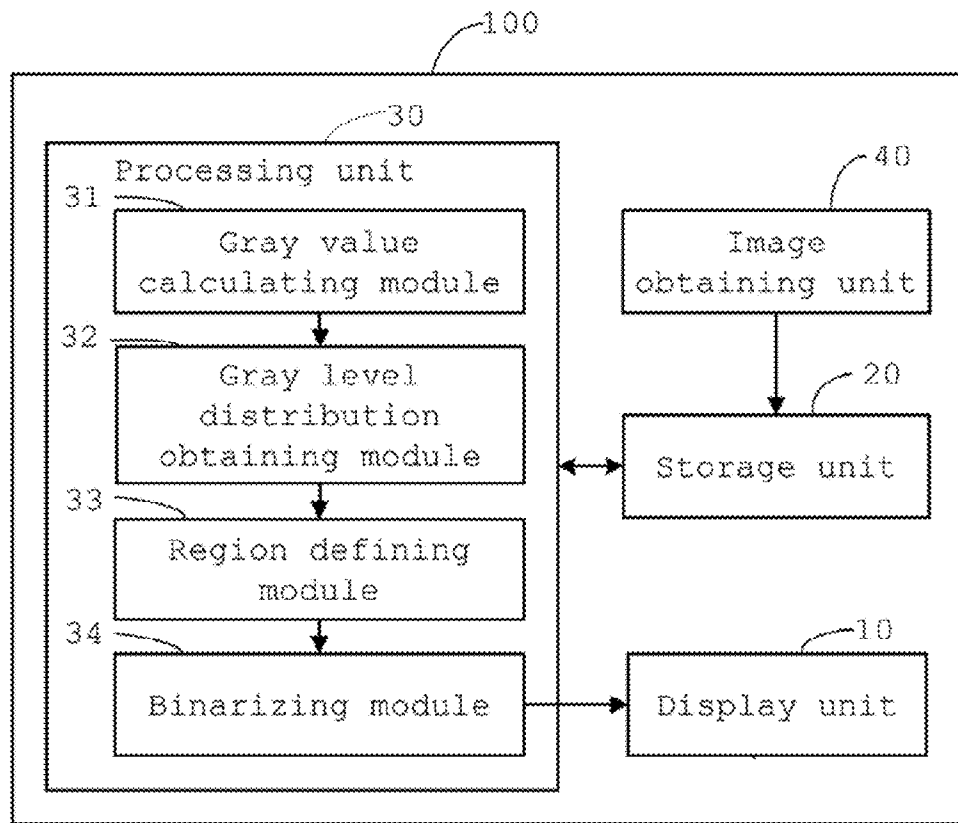 100
30
Processing unit
31
Gray value
calculating module
32
Gray level
distribution
obtaining module
33
Region defining
module
34
Binarizing module
40
Image
obtaining unit
20
Storage unit
10
Display unit